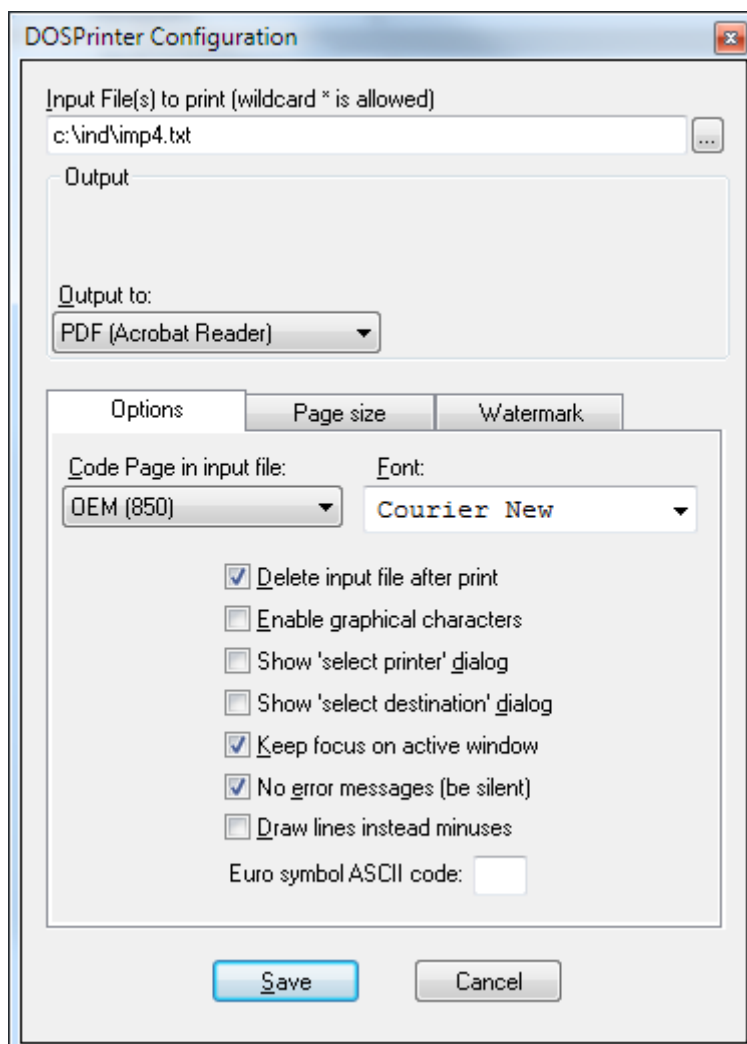 DOSPrinter Configuration
Input File(s) to print (wildcard * is allowed)
c:\ind\imp4.txt
...
Output
Output to:
PDF (Acrobat Reader)
Options Page size Watermark
Code Page in input file: Font:
OEM (850) Courier New
Delete input file after print
Enable graphical characters
Show 'select printer' dialog
Show 'select destination' dialog
Keep focus on active window
No error messages (be silent)
Draw lines instead minuses
Euro symbol ASCII code:
Save Cancel